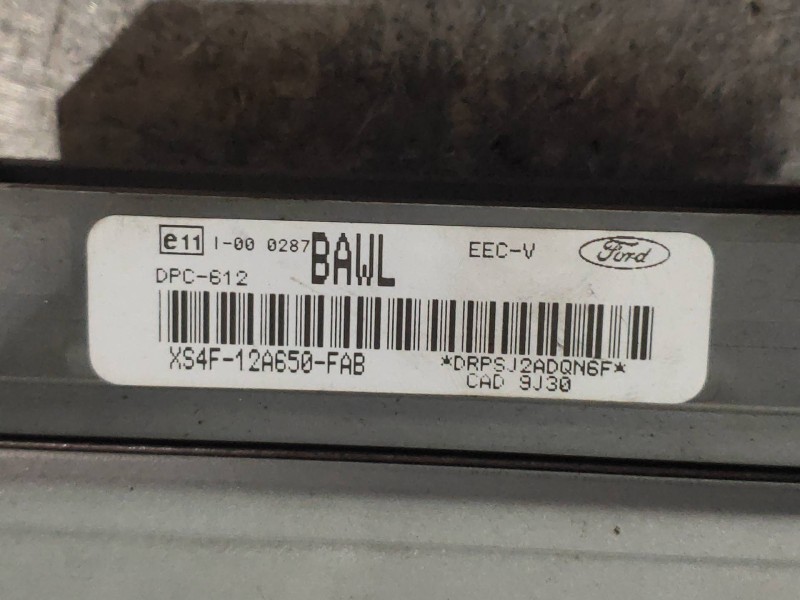 e11 I-00 0287 BAWL EEC-V Ford
DPC-612
XS4F-12A650-FAB *DRPSJ2ADQN6F*
CAD 9J30